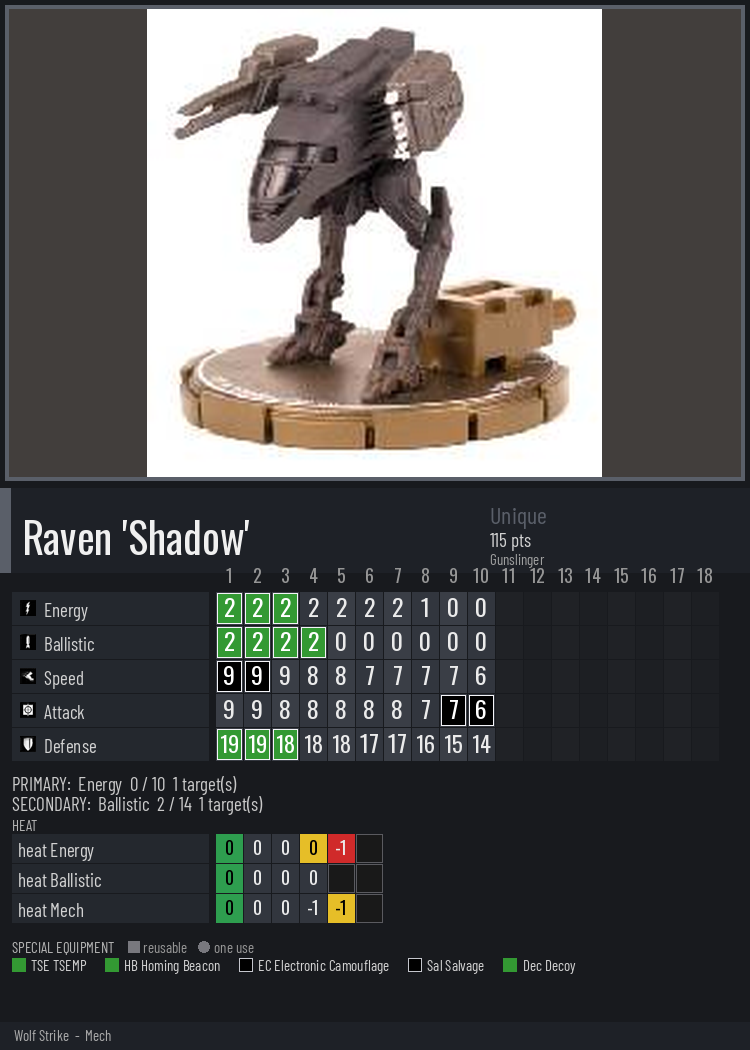 Raven 'Shadow'
Unique
115 pts
Gunslinger
1 2 3 4 5 6 7 8 9 10 11 12 13 14 15 16 17 18
Energy 2 2 2 2 2 2 2 1 0 0
Ballistic 2 2 2 2 0 0 0 0 0 0
Speed 9 9 9 8 8 7 7 7 7 6
Attack 9 9 8 8 8 8 8 7 7 6
Defense 19 19 18 18 18 17 17 16 15 14
PRIMARY: Energy 0 / 10 1 target(s)
SECONDARY: Ballistic 2 / 14 1 target(s)
HEAT
heat Energy 0 0 0 0 -1
heat Ballistic 0 0 0 0
heat Mech 0 0 0 -1 -1
SPECIAL EQUIPMENT reusable one use
TSE TSEMP HB Homing Beacon EC Electronic Camouflage Sal Salvage Dec Decoy
Wolf Strike - Mech